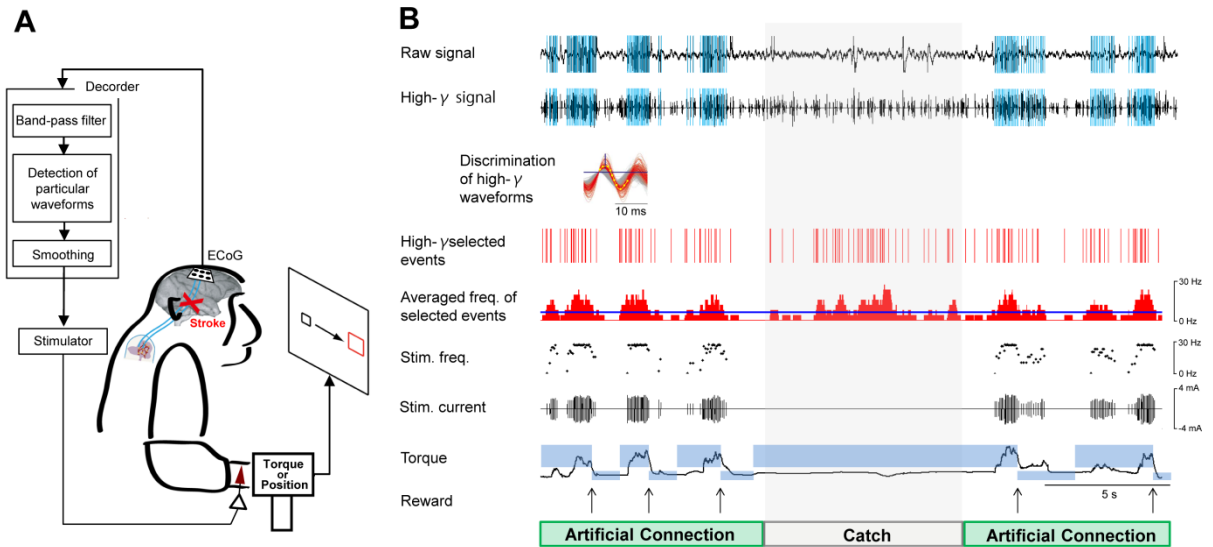 A
Decorder
Band-pass filter
Detection of
particular
waveforms
Smoothing
Stimulator
ECoG
Stroke
Torque
or
Position
B
Raw signal
High-γ signal
Discrimination
of high-γ
waveforms
10 ms
High-γselected
events
Averaged freq. of
selected events
30 Hz
0 Hz
Stim. freq.
30 Hz
0 Hz
Stim. current
4 mA
-4 mA
Torque
Reward
5 s
Artificial Connection
Catch
Artificial Connection